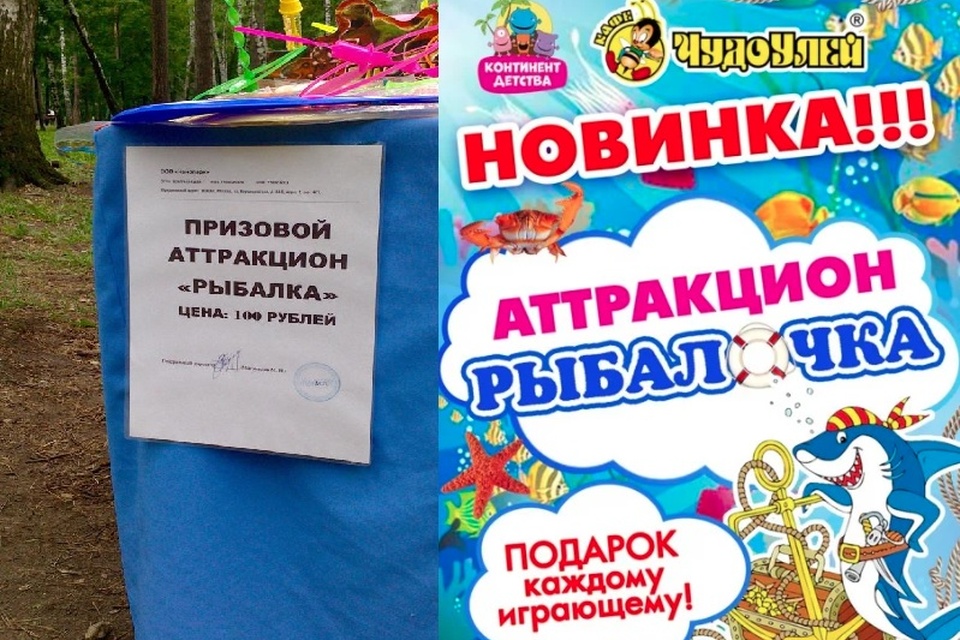 ПРИЗОВОЙ
АТТРАКЦИОН
«РЫБАЛКА»
ЦЕНА: 100 РУБЛЕЙ
КОНТИНЕНТ
ДЕТСТВА
КАФЕ
ЧУДОУЛЕЙ ®
НОВИНКА!!!
АТТРАКЦИОН
РЫБАЛОЧКА
ПОДАРОК
каждому
играющему!